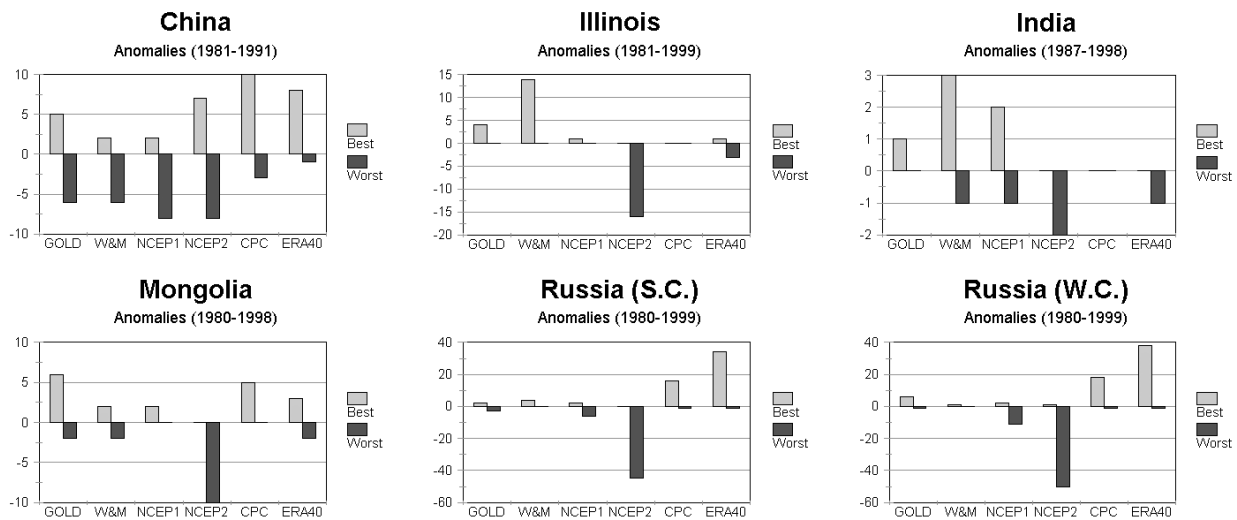 China
Anomalies (1981-1991)
10
5
0
-5
-10
GOLD W&M NCEP1 NCEP2 CPC ERA40
Best
Worst
Illinois
Anomalies (1981-1999)
15
10
5
0
-5
-10
-15
-20
GOLD W&M NCEP1 NCEP2 CPC ERA40
Best
Worst
India
Anomalies (1987-1998)
3
2
1
0
-1
-2
GOLD W&M NCEP1 NCEP2 CPC ERA40
Best
Worst
Mongolia
Anomalies (1980-1998)
10
5
0
-5
-10
GOLD W&M NCEP1 NCEP2 CPC ERA40
Best
Worst
Russia (S.C.)
Anomalies (1980-1999)
40
20
0
-20
-40
-60
GOLD W&M NCEP1 NCEP2 CPC ERA40
Best
Worst
Russia (W.C.)
Anomalies (1980-1999)
40
20
0
-20
-40
-60
GOLD W&M NCEP1 NCEP2 CPC ERA40
Best
Worst